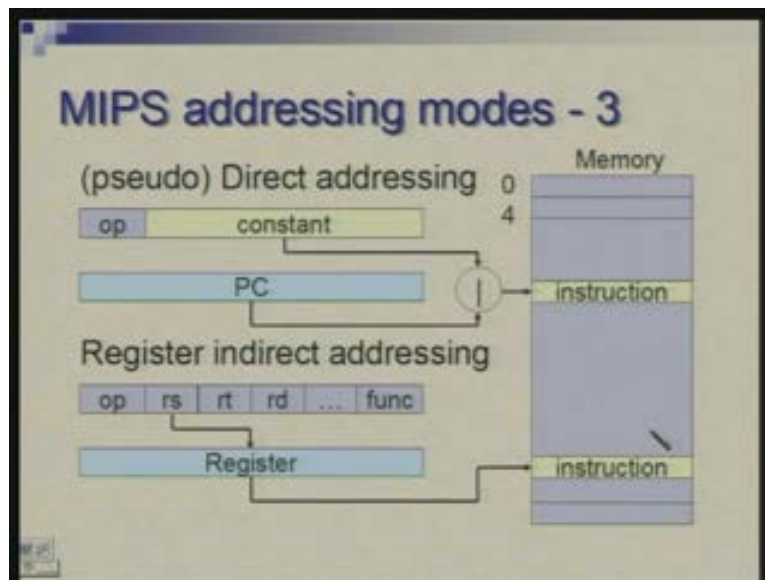 MIPS addressing modes - 3
(pseudo) Direct addressing
Memory
0
4
op constant
PC
|
instruction
Register indirect addressing
op rs rt rd ... func
Register
instruction